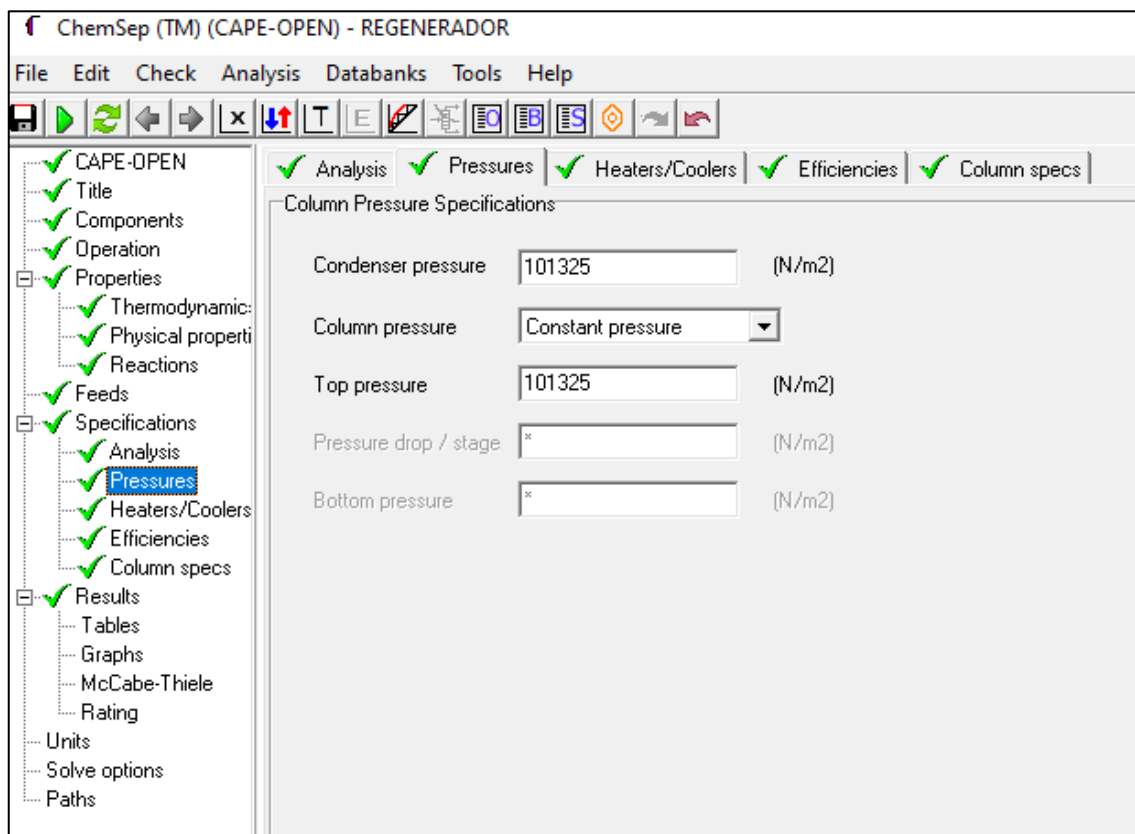 ChemSep (TM) (CAPE-OPEN) - REGENERADOR
File Edit Check Analysis Databanks Tools Help
CAPE-OPEN
Title
Components
Operation
Properties
Thermodynamic
Physical properti
Reactions
Feeds
Specifications
Analysis
Pressures
Heaters/Coolers
Efficiencies
Column specs
Results
Tables
Graphs
McCabe-Thiele
Rating
Units
Solve options
Paths
Analysis Pressures Heaters/Coolers Efficiencies Column specs
Column Pressure Specifications
Condenser pressure 101325 (N/m2)
Column pressure Constant pressure
Top pressure 101325 (N/m2)
Pressure drop / stage * (N/m2)
Bottom pressure * (N/m2)